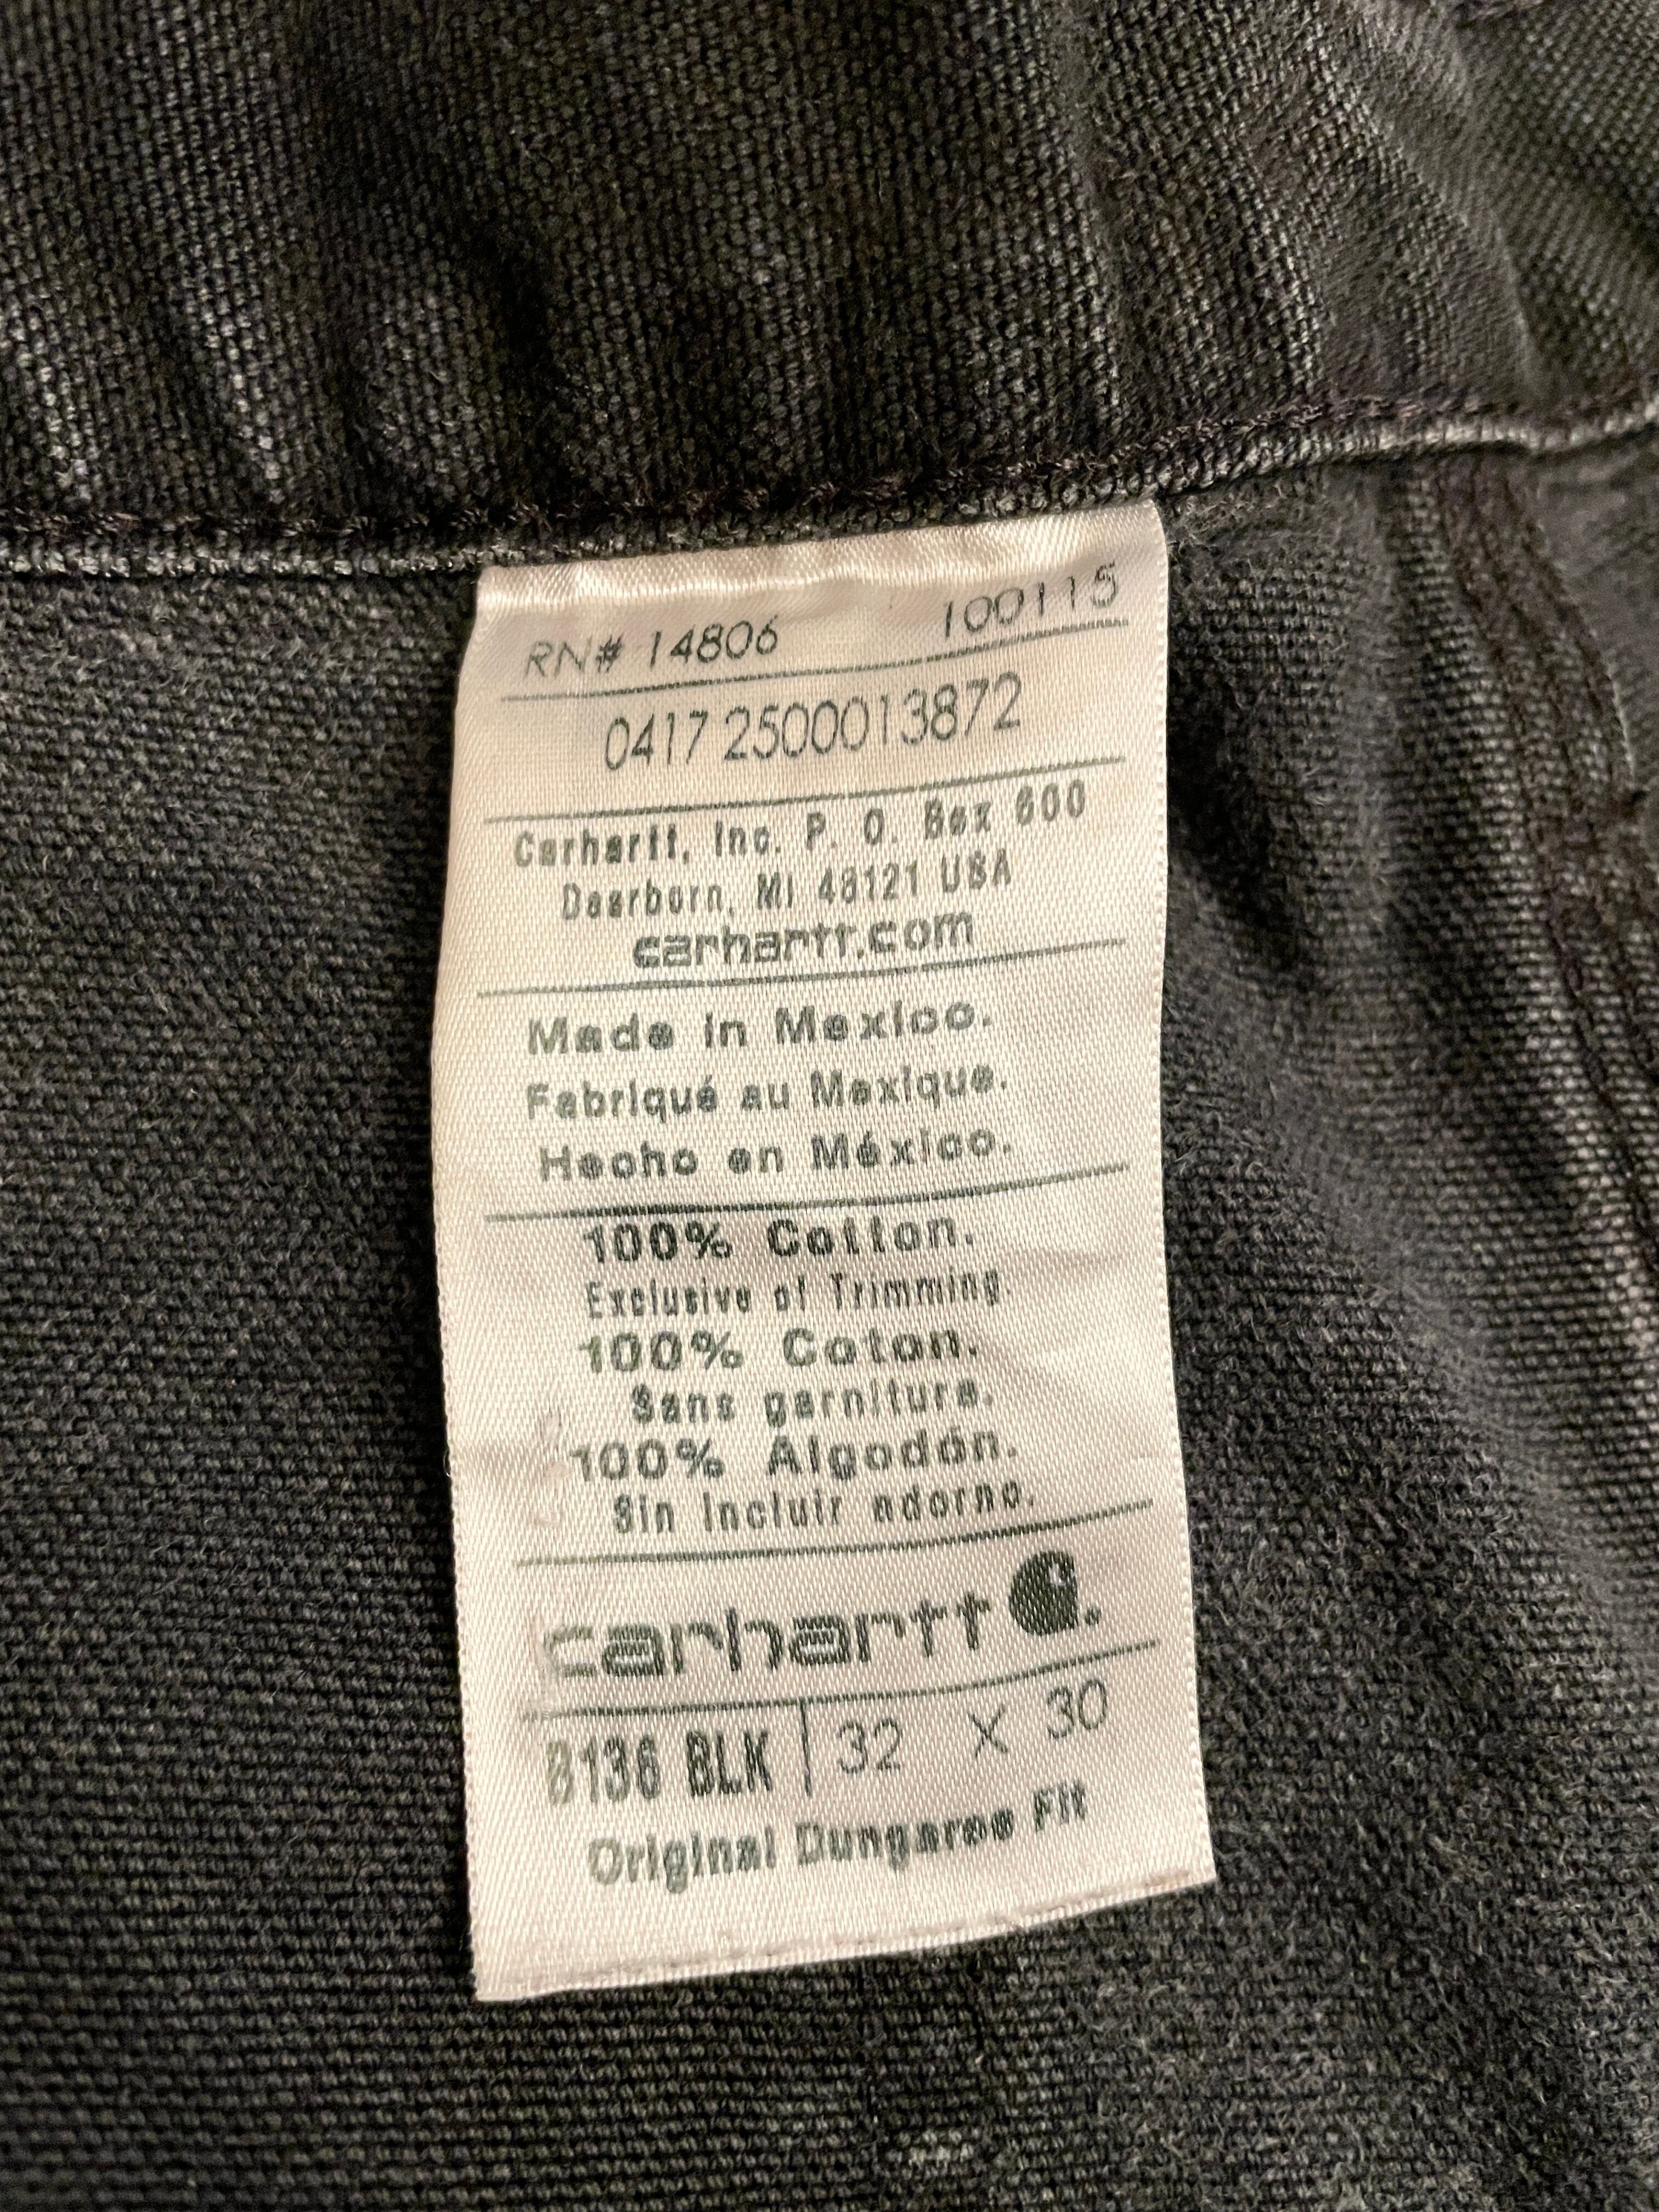 RN# 14806 100115
0417 2500013872
Carhartt, Inc. P. O. Box 600
Dearborn, MI 48121 USA
carhartt.com
Made in Mexico.
Fabriqué au Mexique.
Hecho en México.
100% Cotton.
Exclusive of Trimming.
100% Coton.
Sans garniture.
100% Algodón.
Sin incluir adorno.
carhartt
B136 BLK 32 X 30
Original Dungaree Fit